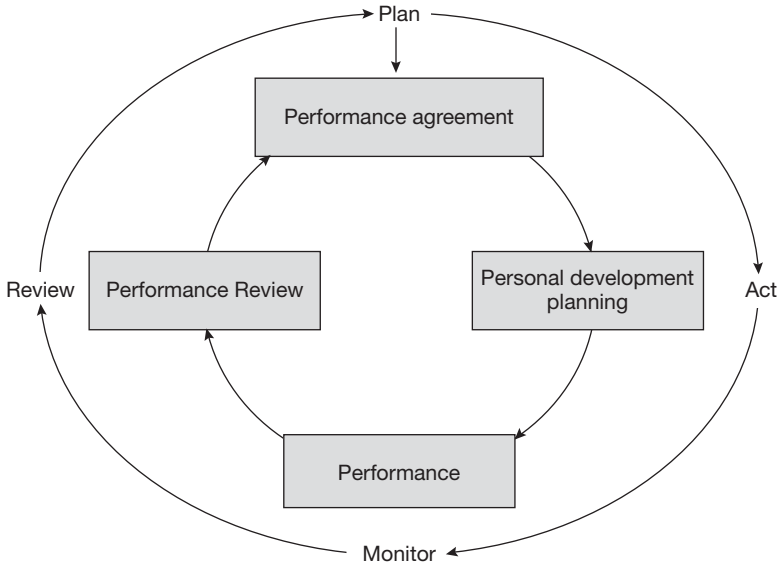 Plan
Performance agreement
Review
Performance Review
Personal development
planning
Act
Performance
Monitor